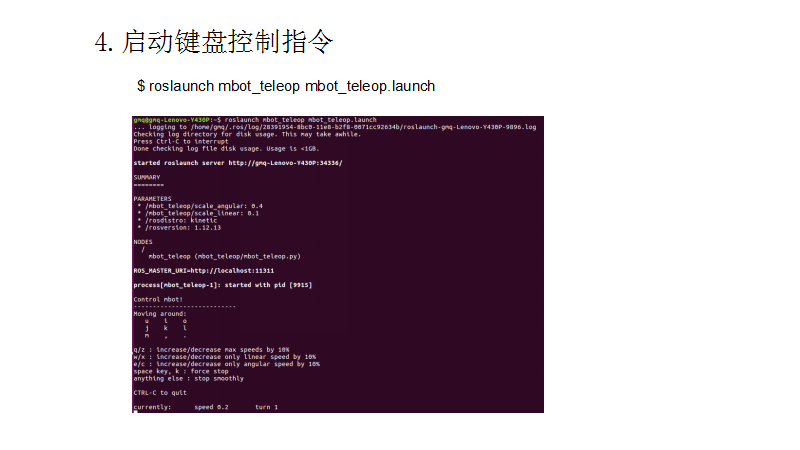 4. 启动键盘控制指令
$ roslaunch mbot_teleop mbot_teleop.launch
gmq@gmq-Lenovo-Y430P:~$ roslaunch mbot_teleop mbot_teleop.launch
... logging to /home/gmq/.ros/log/28391954-8bc0-11e8-b2f8-0071cc92634b/roslaunch-gmq-Lenovo-Y430P-9896.log
Checking log directory for disk usage. This may take awhile.
Press Ctrl-C to interrupt
Done checking log file disk usage. Usage is <1GB.
started roslaunch server http://gmq-Lenovo-Y430P:34336/
SUMMARY
========
PARAMETERS
* /mbot_teleop/scale_angular: 0.4
* /mbot_teleop/scale_linear: 0.1
* /rosdistro: kinetic
* /rosversion: 1.12.13
NODES
/
mbot_teleop (mbot_teleop/mbot_teleop.py)
ROS_MASTER_URI=http://localhost:11311
process[mbot_teleop-1]: started with pid [9915]
Control mbot!
---------------------------
Moving around:
u i o
j k l
m , .
q/z : increase/decrease max speeds by 10%
w/x : increase/decrease only linear speed by 10%
e/c : increase/decrease only angular speed by 10%
space key, k : force stop
anything else : stop smoothly
CTRL-C to quit
currently: speed 0.2 turn 1